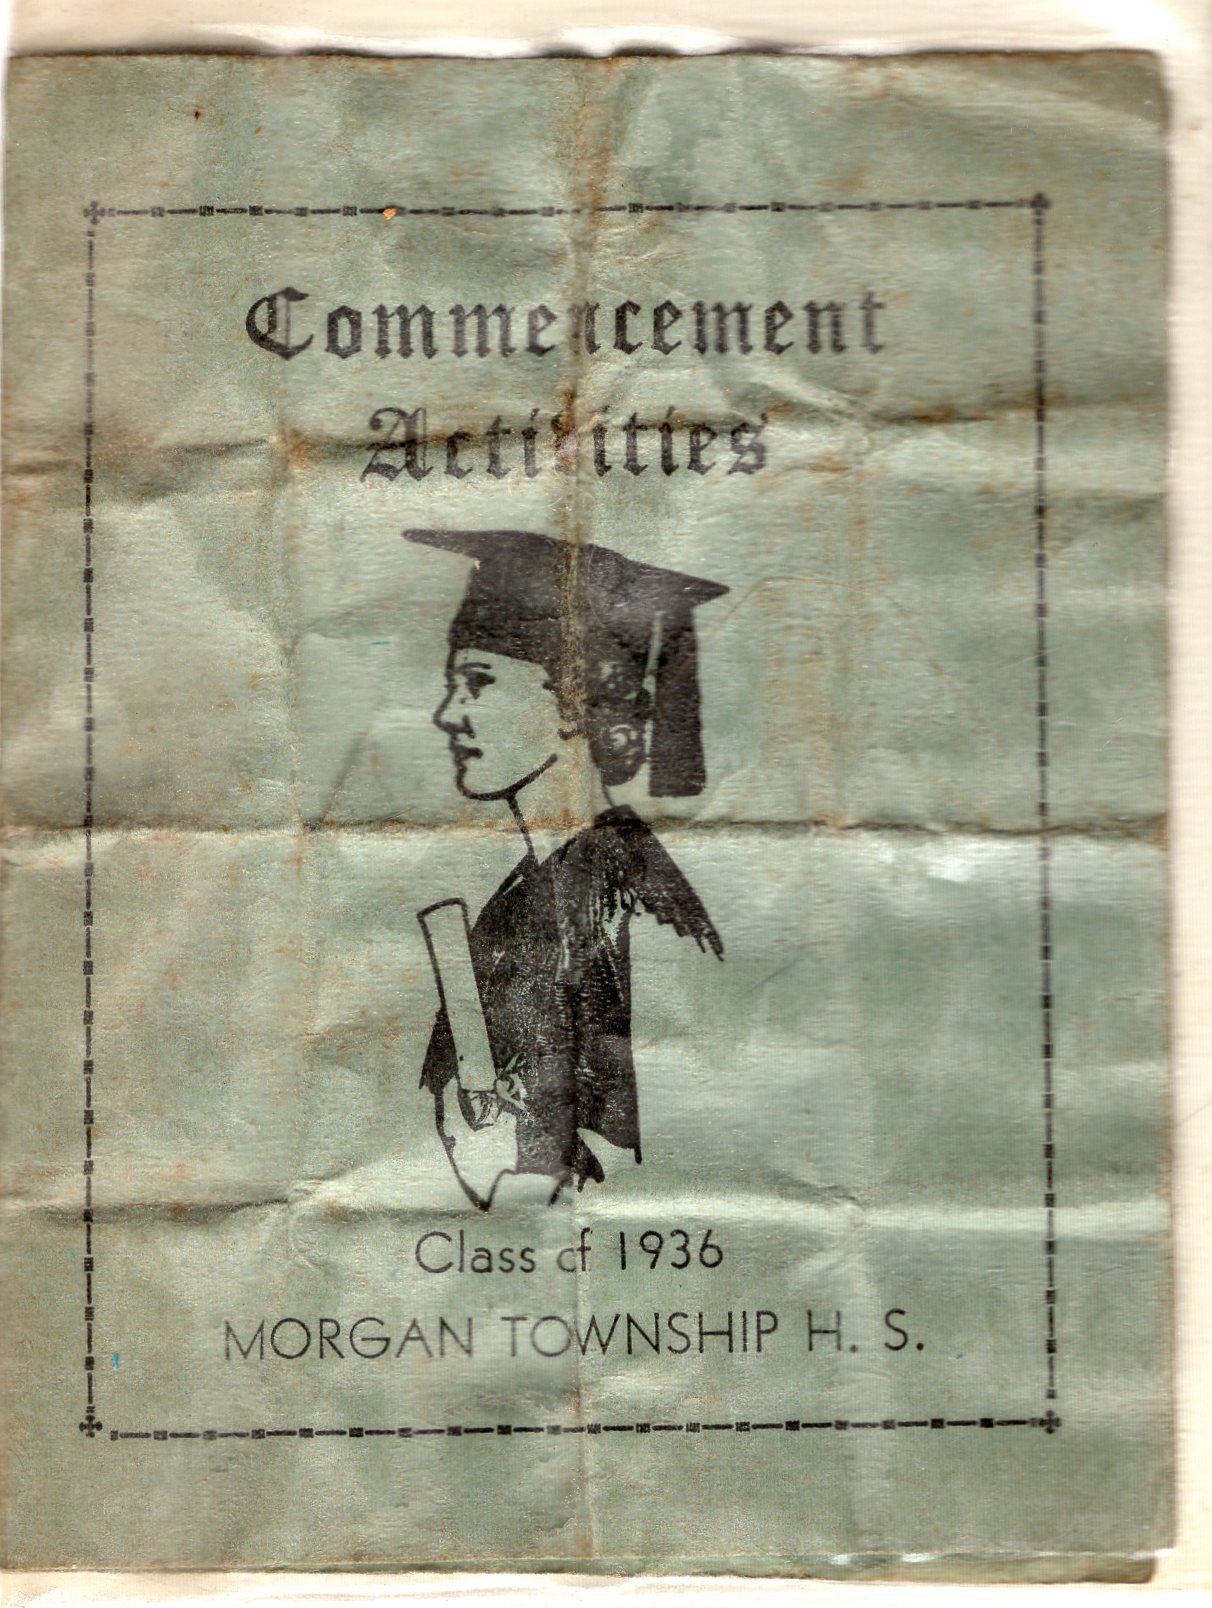 Commencement
Activities
Class of 1936
MORGAN TOWNSHIP H. S.